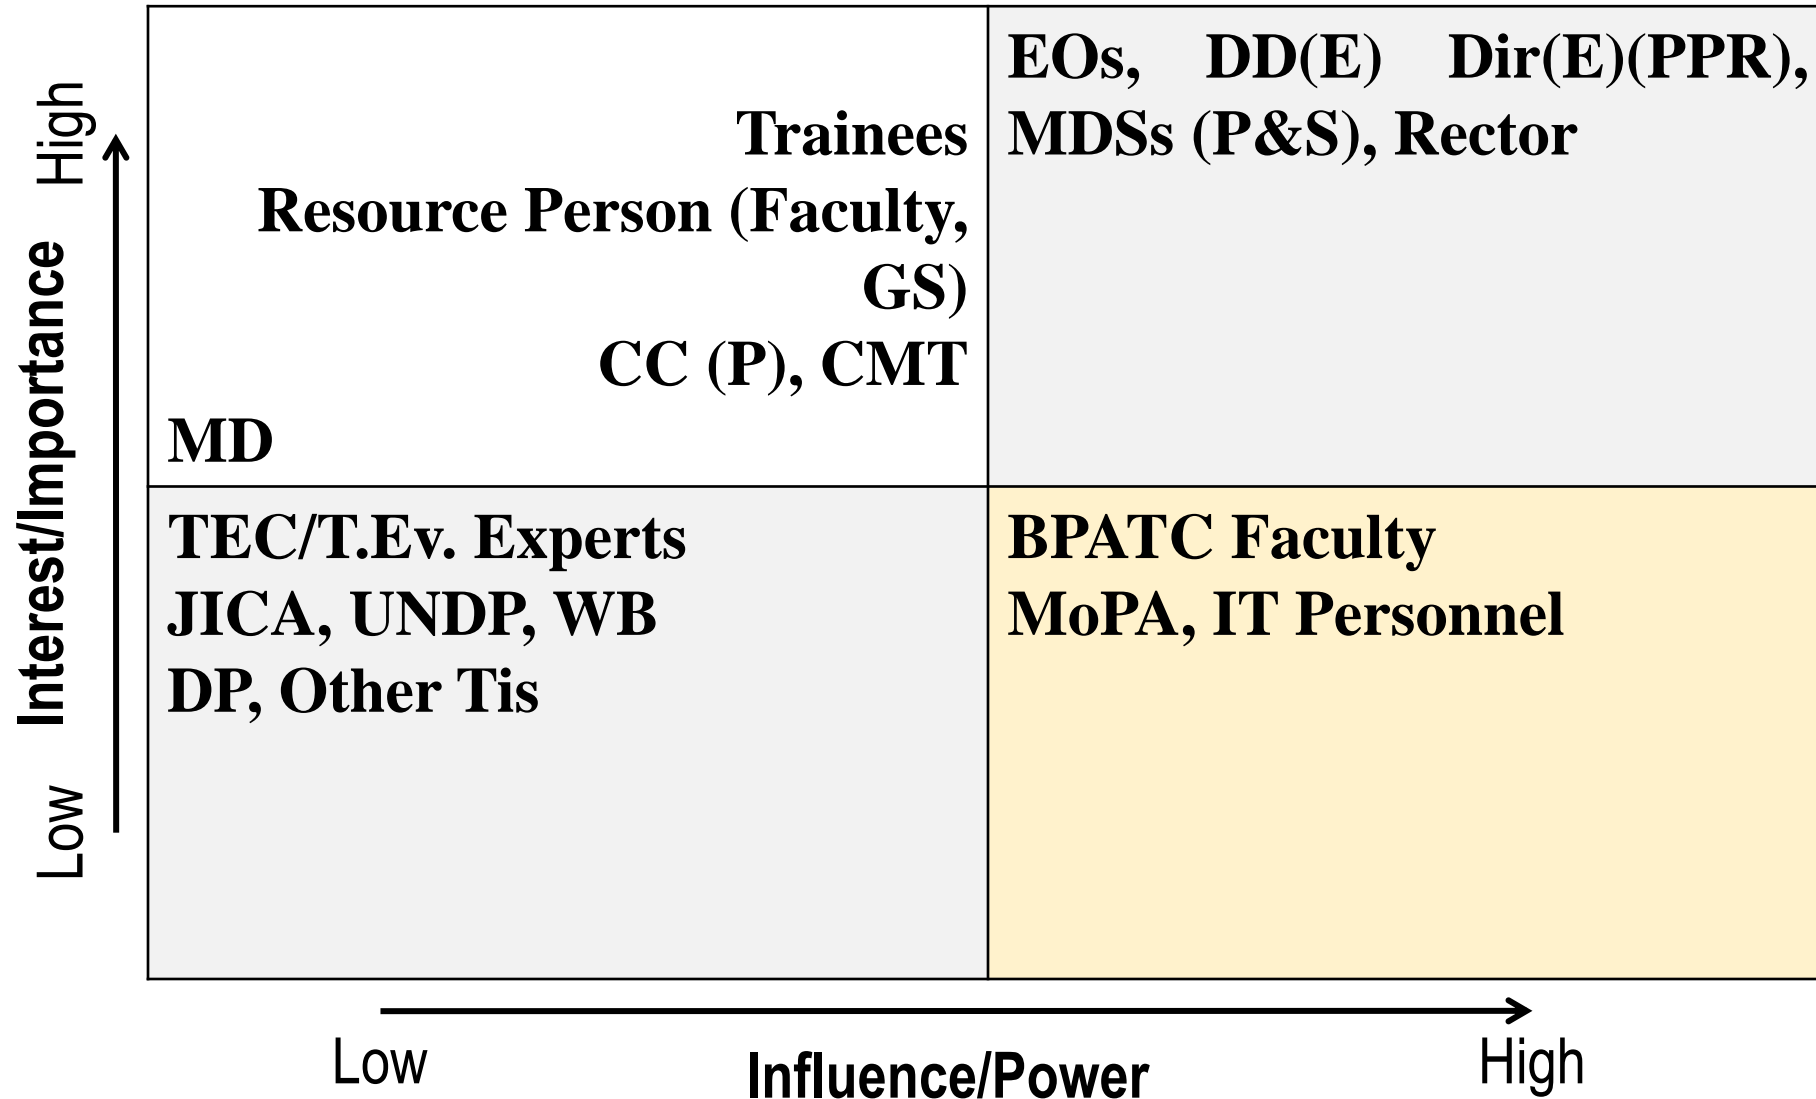 High
Interest/Importance
Low
Trainees
Resource Person (Faculty,
GS)
CC (P), CMT
MD
EOs, DD(E) Dir(E)(PPR),
MDSs (P&S), Rector
TEC/T.Ev. Experts
JICA, UNDP, WB
DP, Other Tis
BPATC Faculty
MoPA, IT Personnel
Low
Influence/Power
High